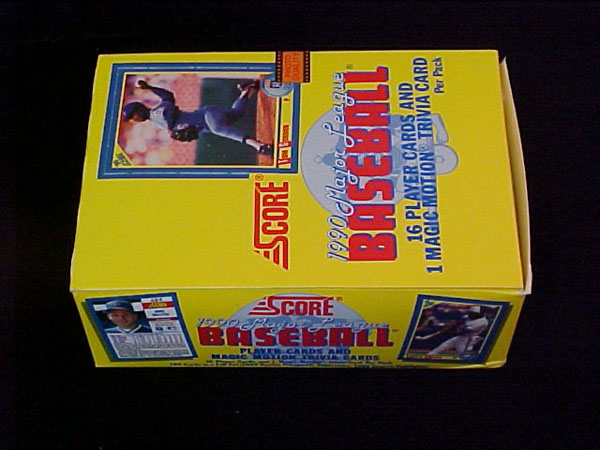 SCORE®
1990 Major League
BASEBALL®
16 PLAYER CARDS AND
1 MAGIC MOTION TRIVIA CARD
Per Pack
SCORE®
1990 Major League
BASEBALL®
PLAYER CARDS AND
MAGIC MOTION TRIVIA CARDS